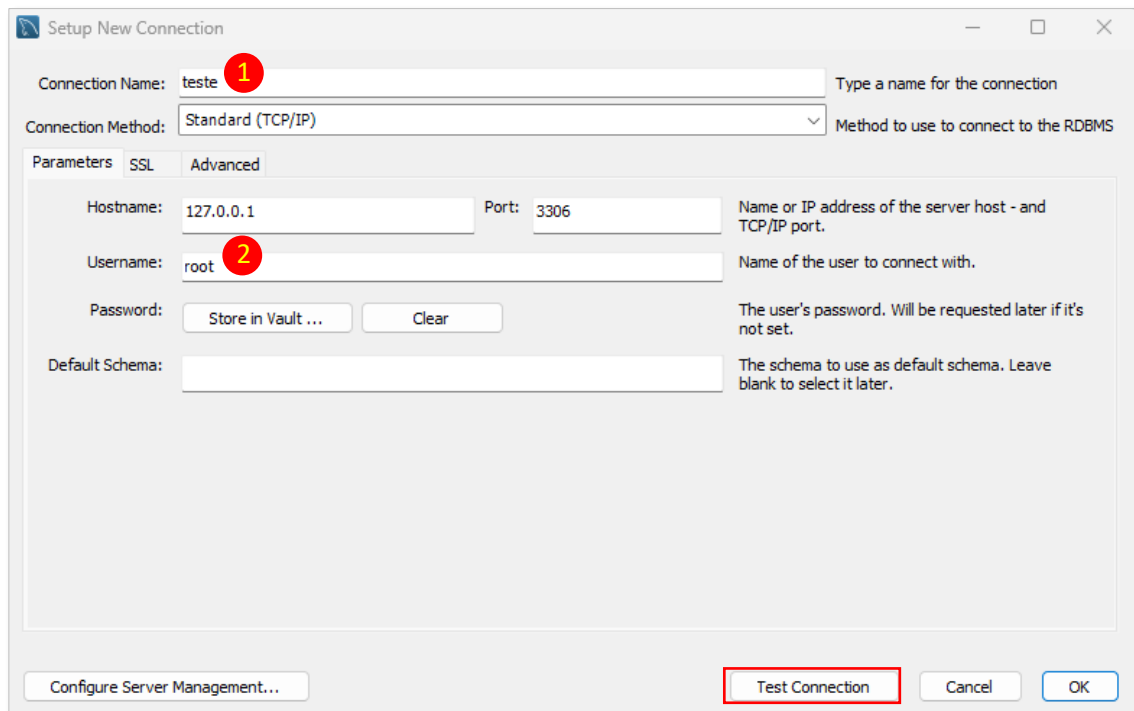 Setup New Connection
1
Connection Name: teste Type a name for the connection
Connection Method: Standard (TCP/IP) Method to use to connect to the RDBMS
Parameters SSL Advanced
Hostname: 127.0.0.1 Port: 3306 Name or IP address of the server host - and
TCP/IP port.
2
Username: root Name of the user to connect with.
Password: Store in Vault ... Clear The user's password. Will be requested later if it's
not set.
Default Schema: The schema to use as default schema. Leave
blank to select it later.
Configure Server Management... Test Connection Cancel OK